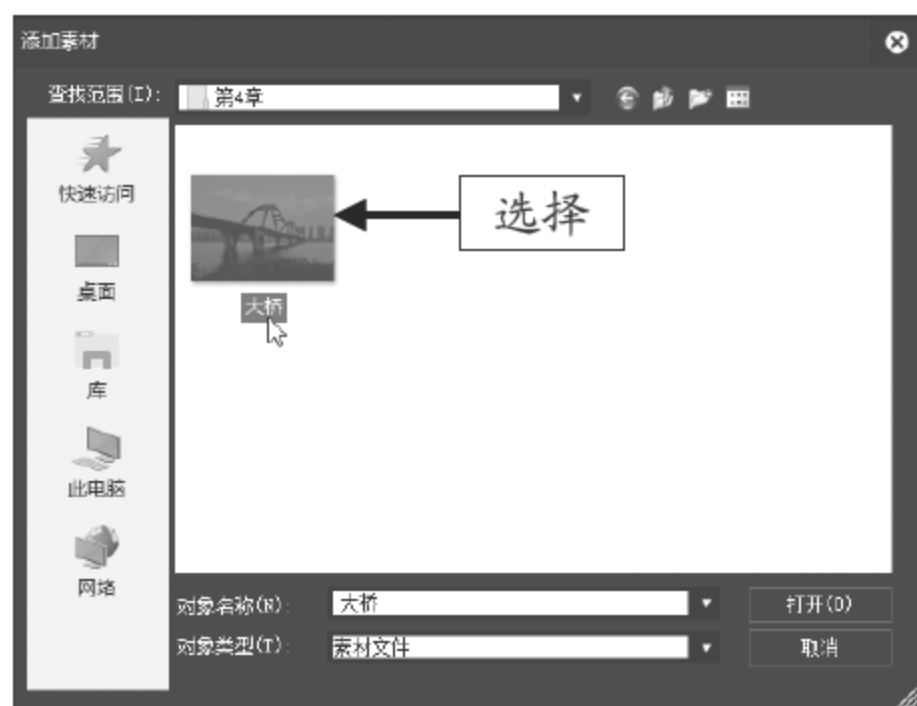 添加素材
查找范围(I):
第4章
快速访问
选择
桌面
大桥
库
此电脑
网络
对象名称(N):
大桥
打开(O)
对象类型(T):
素材文件
取消